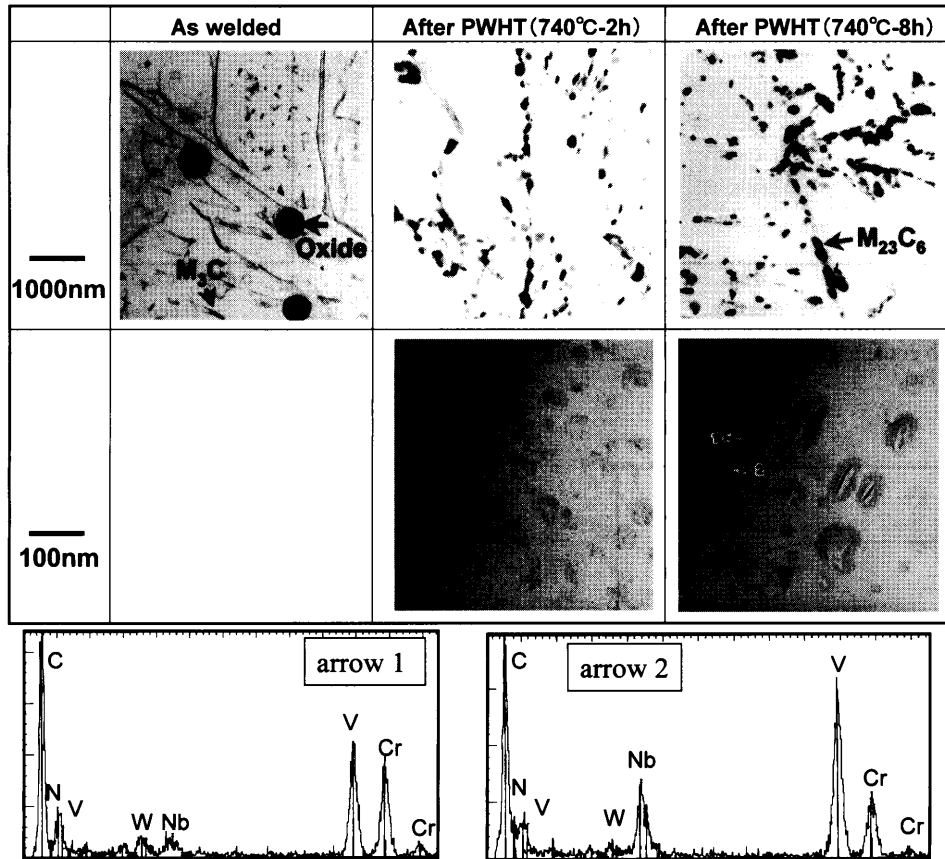 As welded
After PWHT (740°C-2h)
After PWHT (740°C-8h)
1000nm
Oxide
M₃C
M₂₃C₆
100nm
arrow 1
C
N
V
W
Nb
V
Cr
Cr
arrow 2
C
N
V
W
Nb
V
Cr
Cr